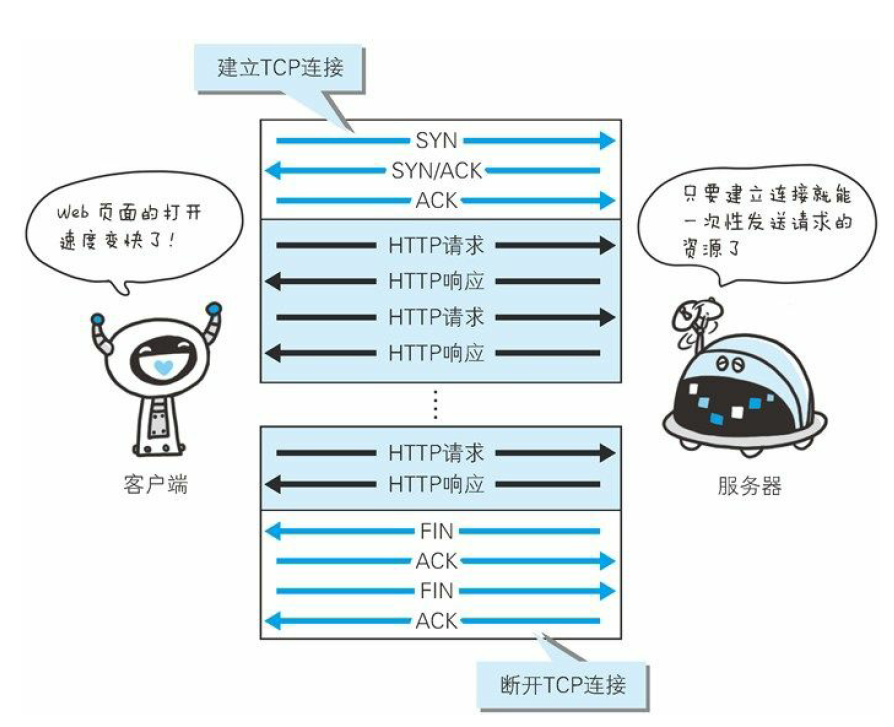 建立TCP连接
SYN
SYN/ACK
ACK
Web 页面的打开
速度变快了!
只要建立连接就能
一次性发送请求的
资源了
HTTP请求
HTTP响应
HTTP请求
HTTP响应
HTTP请求
HTTP响应
客户端
服务器
FIN
ACK
FIN
ACK
断开TCP连接